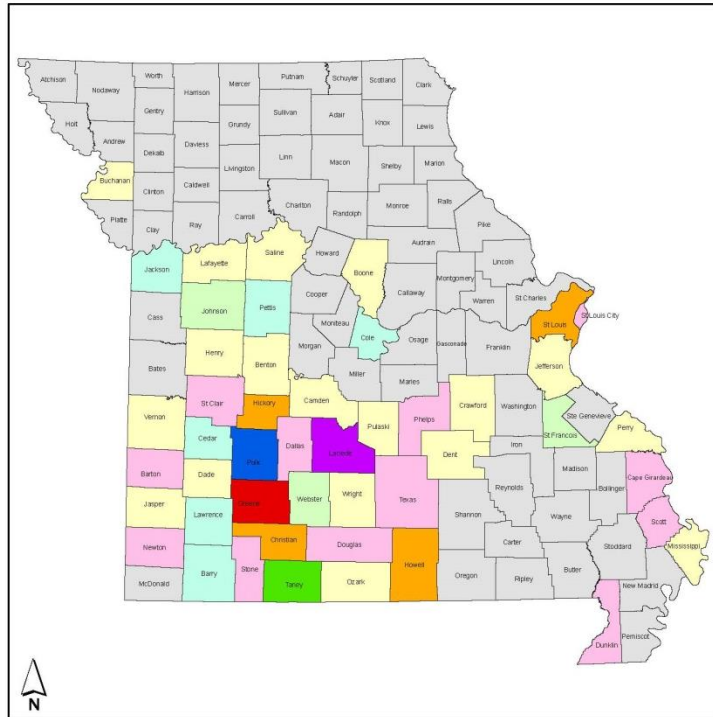 Atchison
Nodaway
Worth
Harrison
Mercer
Putnam
Schuyler
Scotland
Clark
Holt
Gentry
Sullivan
Adair
Knox
Lewis
Andrew
Grundy
Dekalb
Daviess
Linn
Macon
Shelby
Marion
Livingston
Buchanan
Clinton
Caldwell
Chariton
Randolph
Monroe
Ralls
Pike
Platte
Clay
Ray
Carroll
Audrain
Saline
Howard
Boone
Lincoln
Jackson
Lafayette
Callaway
Montgomery
Warren
St Charles
Cooper
Johnson
Pettis
St Louis City
Cass
Moniteau
Cole
Osage
Gasconade
Franklin
St Louis
Morgan
Henry
Benton
Miller
Maries
Jefferson
Bates
Camden
Crawford
Washington
Ste Genevieve
St Clair
Hickory
Pulaski
Phelps
St Francois
Perry
Vernon
Cedar
Polk
Dallas
Laclede
Dent
Iron
Madison
Cape Girardeau
Barton
Dade
Reynolds
Bollinger
Greene
Webster
Wright
Texas
Shannon
Wayne
Scott
Jasper
Lawrence
Christian
Douglas
Carter
Stoddard
Mississippi
Newton
Stone
Howell
McDonald
Barry
Taney
Ozark
Oregon
Ripley
Butler
New Madrid
Pemiscot
Dunklin
N